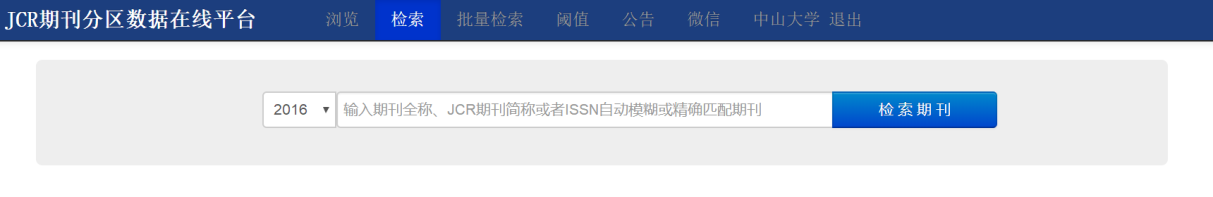 JCR期刊分区数据在线平台 浏览 检索 批量检索 阈值 公告 微信 中山大学 退出
2016 输入期刊全称、JCR期刊简称或者ISSN自动模糊或精确匹配期刊 检索期刊